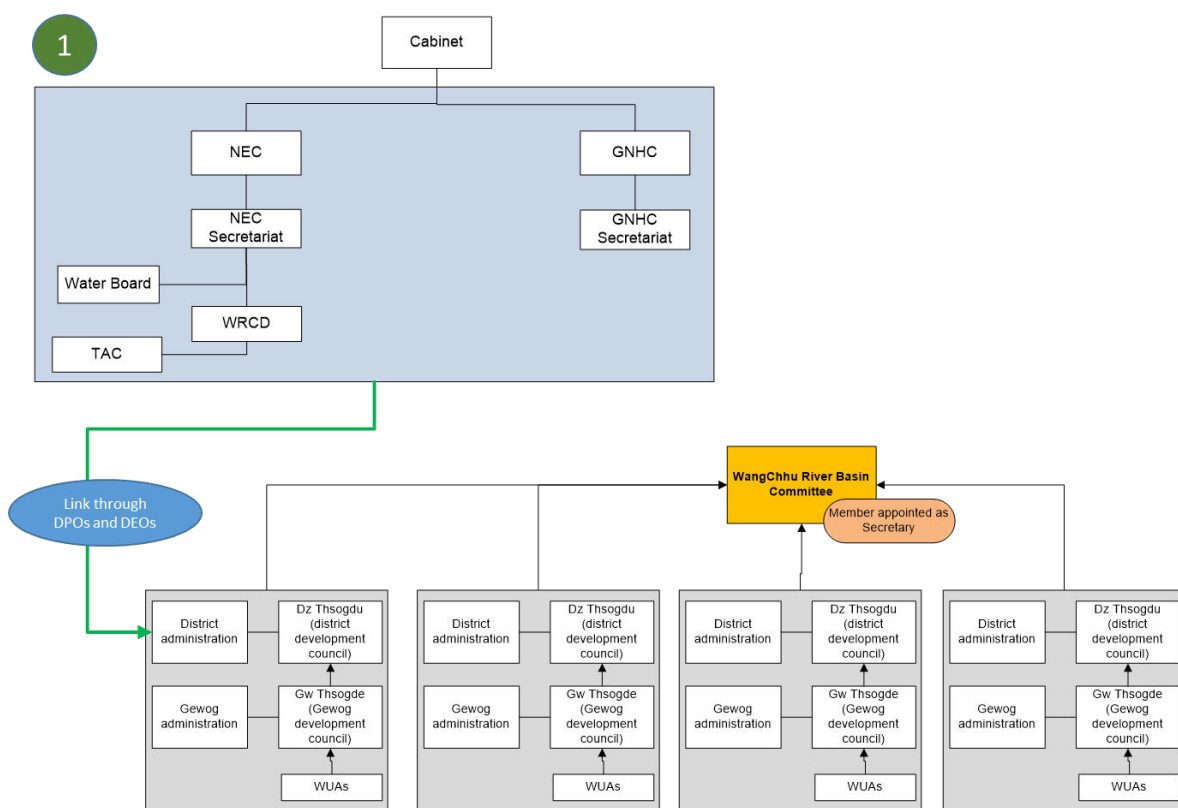 1
Cabinet
NEC
GNHC
NEC
Secretariat
GNHC
Secretariat
Water Board
WRCD
TAC
Link through
DPOs and DEOs
WangChhu River Basin
Committee
Member appointed as
Secretary
District
administration
Dz Thsogdu
(district
development
council)
Gewog
administration
Gw Thsogde
(Gewog
development
council)
WUAs
District
administration
Dz Thsogdu
(district
development
council)
Gewog
administration
Gw Thsogde
(Gewog
development
council)
WUAs
District
administration
Dz Thsogdu
(district
development
council)
Gewog
administration
Gw Thsogde
(Gewog
development
council)
WUAs
District
administration
Dz Thsogdu
(district
development
council)
Gewog
administration
Gw Thsogde
(Gewog
development
council)
WUAs